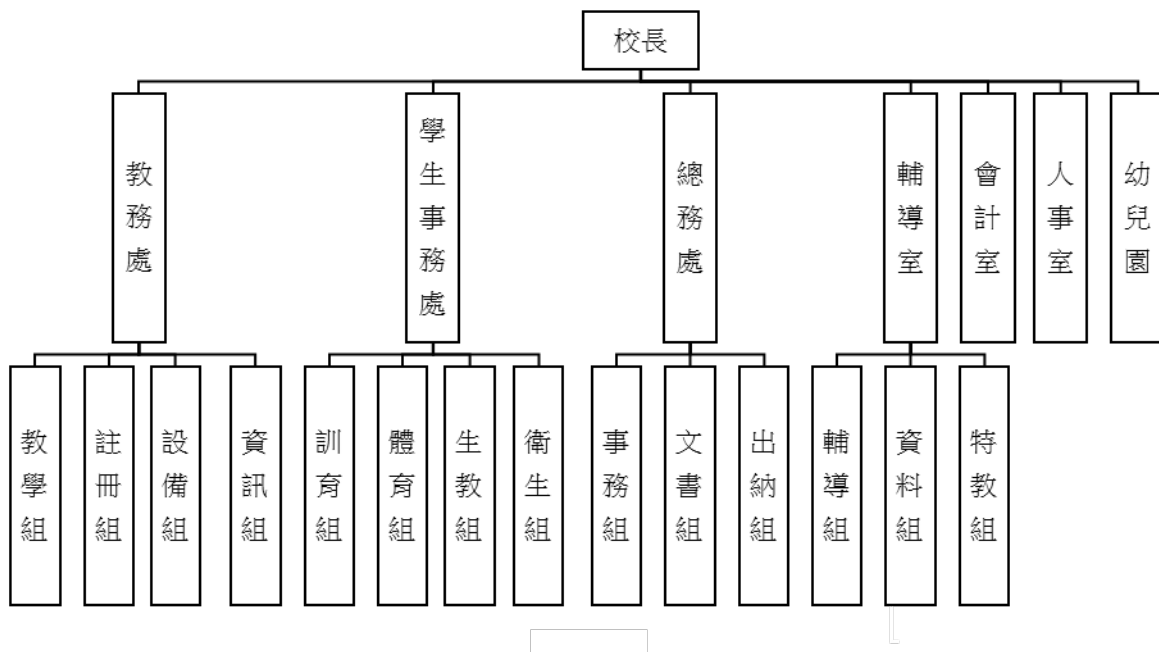 校長
教務處
學生事務處
總務處
輔導室
會計室
人事室
幼兒園
教學組
註冊組
設備組
資訊組
訓育組
體育組
生教組
衛生組
事務組
文書組
出納組
輔導組
資料組
特教組